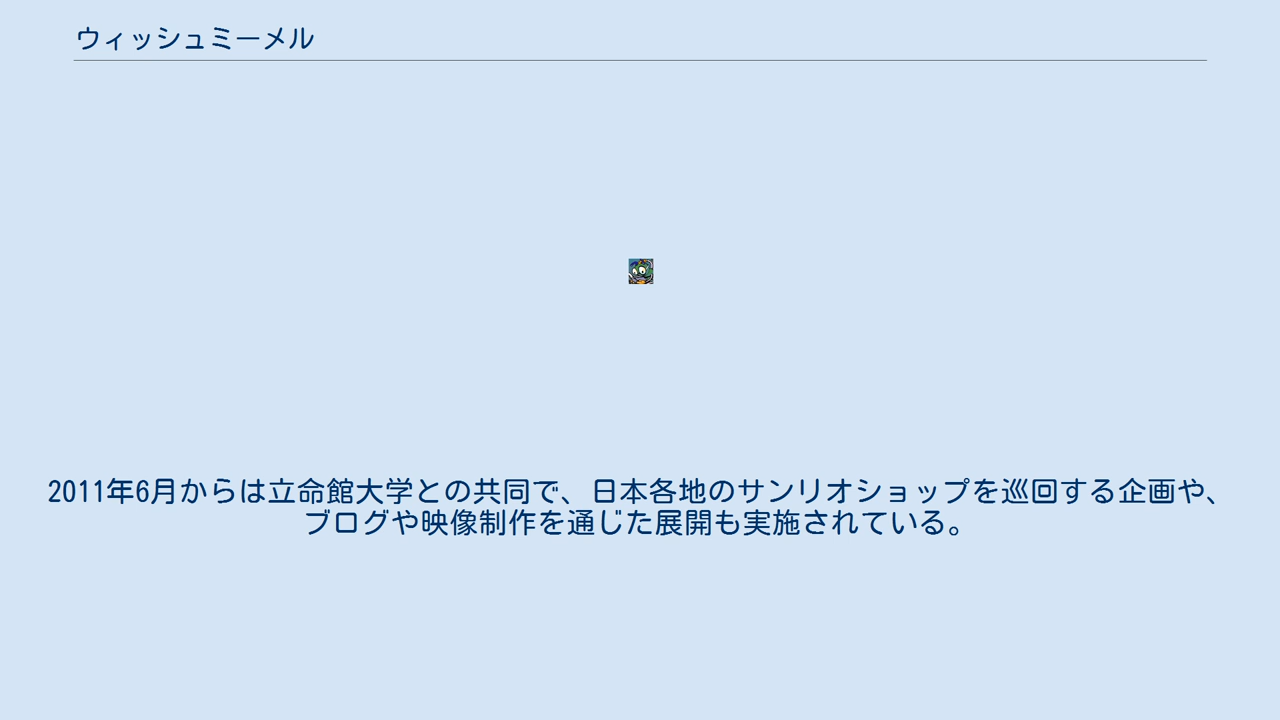 ウィッシュミーメル
2011年6月からは立命館大学との共同で、日本各地のサンリオショップを巡回する企画や、
ブログや映像制作を通じた展開も実施されている。